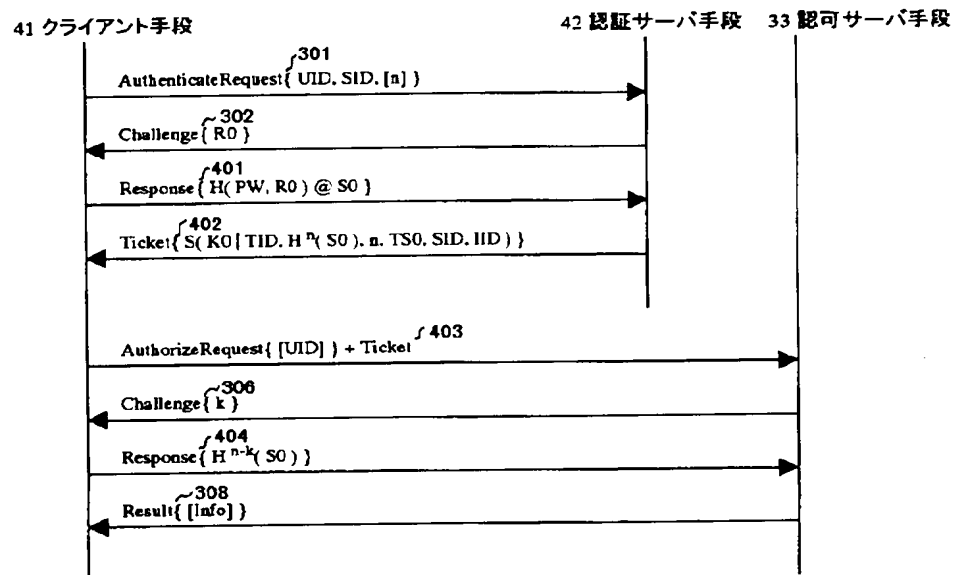 41 クライアント手段 42 認証サーバ手段 33 認可サーバ手段
301
AuthenticateRequest{ UID, SID, [n] }
302
Challenge{ R0 }
401
Response{ H( PW, R0 ) @ S0 }
402
Ticket{ S( K0 | TID, H^n( S0 ), n, TS0, SID, IID ) }
403
AuthorizeRequest{ [UID] } + Ticket
306
Challenge{ k }
404
Response{ H^n-k( S0 ) }
308
Result{ [Info] }